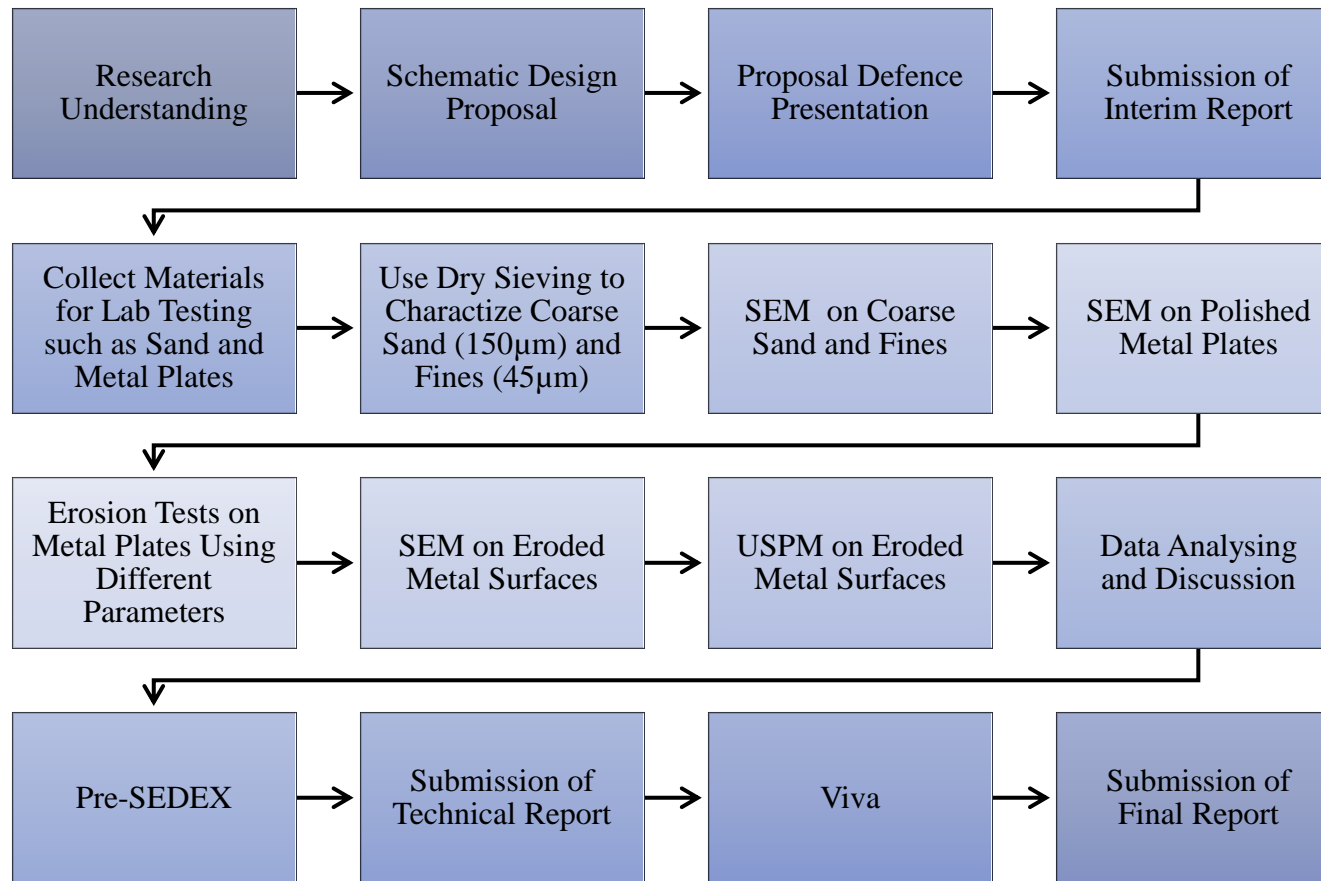 Research
Understanding
Schematic Design
Proposal
Proposal Defence
Presentation
Submission of
Interim Report
Collect Materials
for Lab Testing
such as Sand and
Metal Plates
Use Dry Sieving to
Charactize Coarse
Sand (150µm) and
Fines (45µm)
SEM on Coarse
Sand and Fines
SEM on Polished
Metal Plates
Erosion Tests on
Metal Plates Using
Different
Parameters
SEM on Eroded
Metal Surfaces
USPM on Eroded
Metal Surfaces
Data Analysing
and Discussion
Pre-SEDEX
Submission of
Technical Report
Viva
Submission of
Final Report